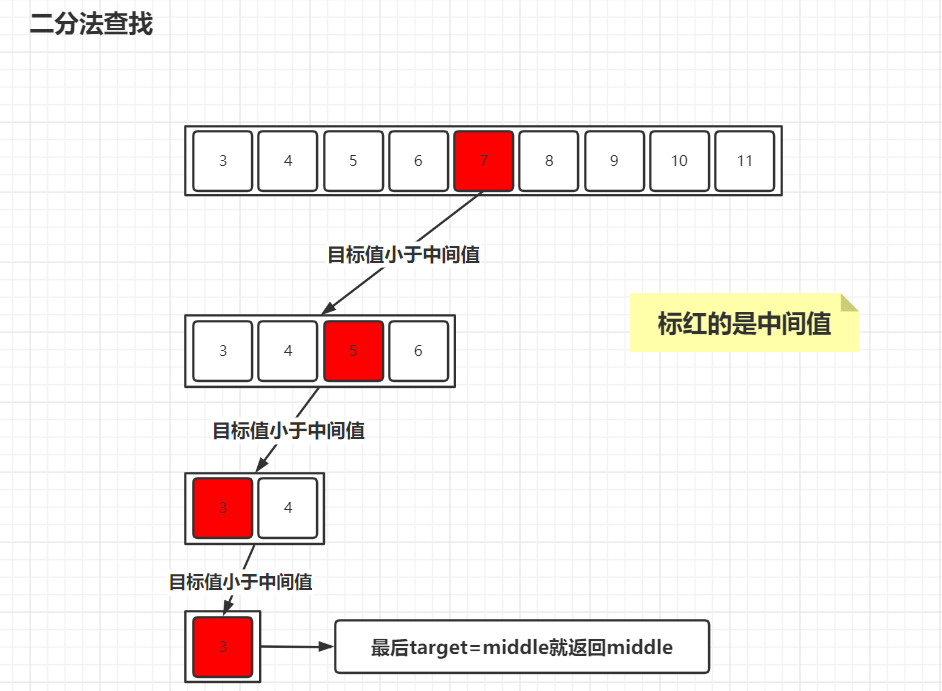 二分法查找
3 4 5 6 7 8 9 10 11
目标值小于中间值
标红的是中间值
3 4 5 6
目标值小于中间值
3 4
目标值小于中间值
3
最后target=middle就返回middle